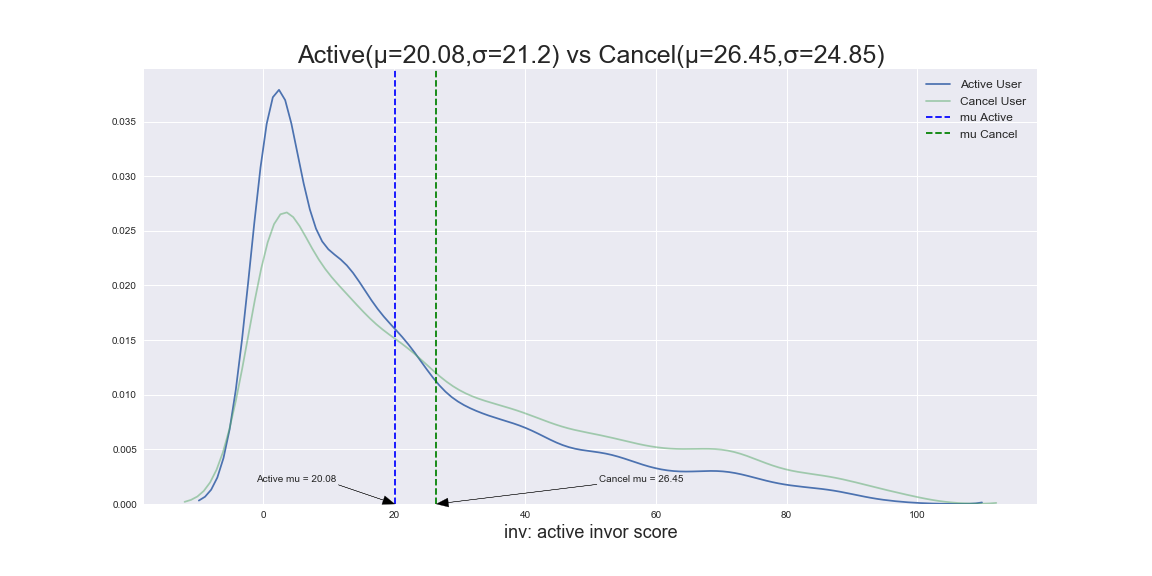 Active(μ=20.08,σ=21.2) vs Cancel(μ=26.45,σ=24.85)
Active User
Cancel User
mu Active
mu Cancel
0.035
0.030
0.025
0.020
0.015
0.010
0.005
0.000
Active mu = 20.08
Cancel mu = 26.45
0 20 40 60 80 100
inv: active invor score